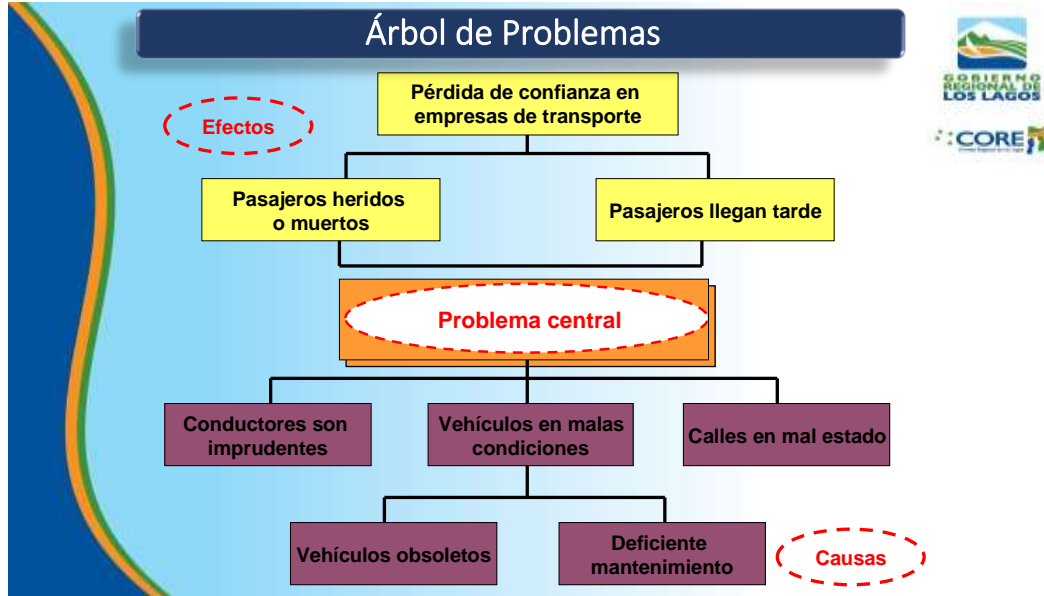 Árbol de Problemas
GOBIERNO
REGIONAL DE
LOS LAGOS
CORE
Pérdida de confianza en
empresas de transporte
Efectos
Pasajeros heridos
o muertos
Pasajeros llegan tarde
Problema central
Conductores son
imprudentes
Vehículos en malas
condiciones
Calles en mal estado
Vehículos obsoletos
Deficiente
mantenimiento
Causas